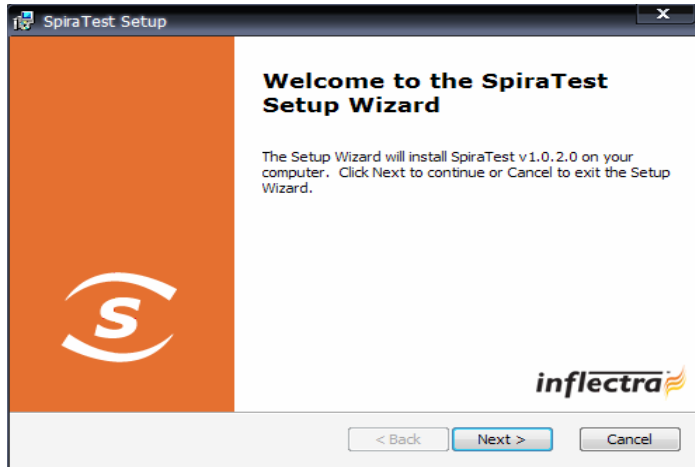 SpiraTest Setup
x
Welcome to the SpiraTest
Setup Wizard
The Setup Wizard will install SpiraTest v1.0.2.0 on your
computer. Click Next to continue or Cancel to exit the Setup
Wizard.
S
inflectra
< Back Next > Cancel